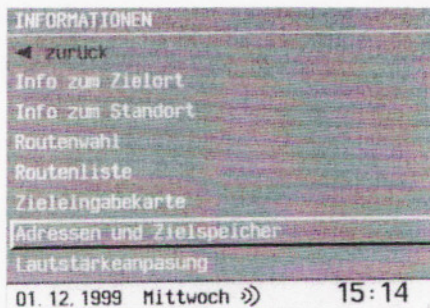 INFORMATIONEN
◄ zurück
Info zum Zielort
Info zum Standort
Routenwahl
Routenliste
Zieleingabekarte
Adressen und Zielspeicher
Lautstärkeanpasung
01. 12. 1999 Mittwoch 15:14